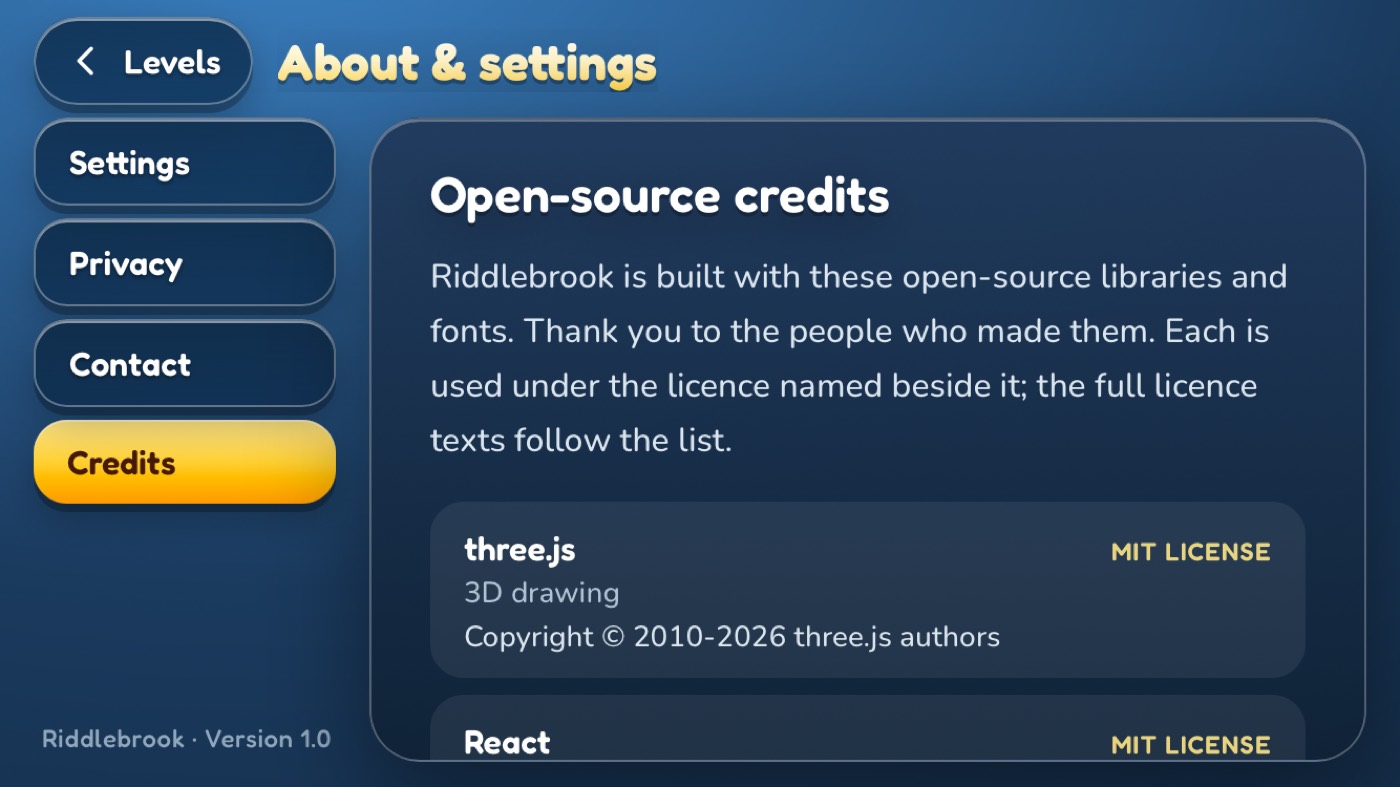 Levels
About & settings
Settings
Privacy
Contact
Credits
Riddlebrook · Version 1.0
Open-source credits
Riddlebrook is built with these open-source libraries and
fonts. Thank you to the people who made them. Each is
used under the licence named beside it; the full licence
texts follow the list.
three.js
MIT LICENSE
3D drawing
Copyright © 2010-2026 three.js authors
React
MIT LICENSE